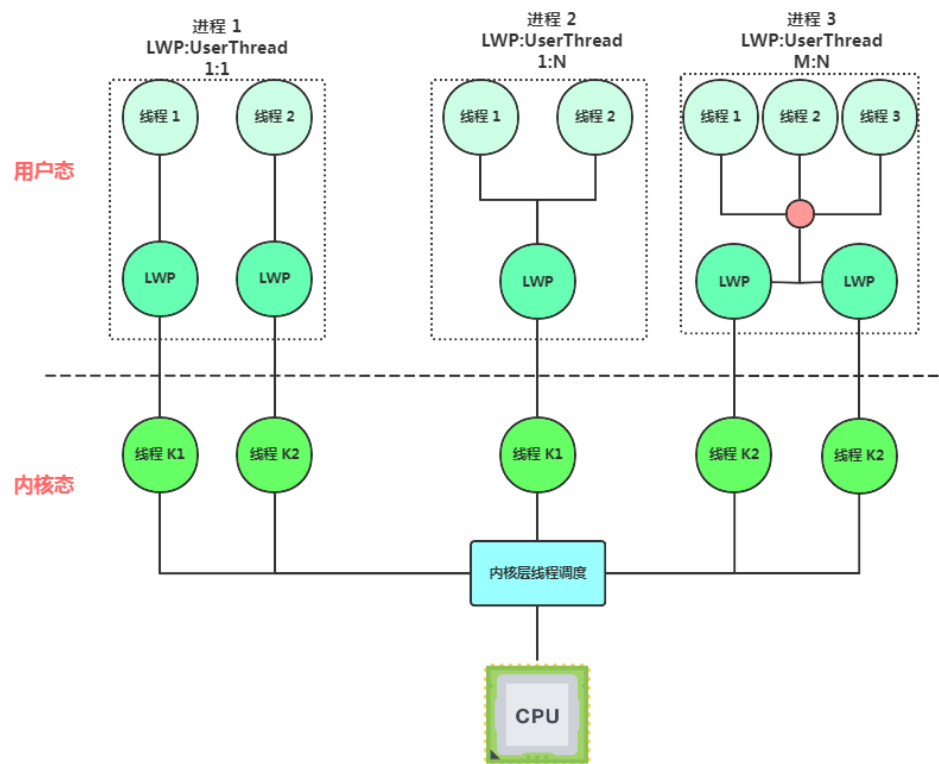 进程 1
LWP:UserThread
1:1
进程 2
LWP:UserThread
1:N
进程 3
LWP:UserThread
M:N
线程 1
线程 2
线程 1
线程 2
线程 1
线程 2
线程 3
用户态
LWP
LWP
LWP
LWP
LWP
线程 K1
线程 K2
线程 K1
线程 K2
线程 K2
内核态
内核层线程调度
CPU